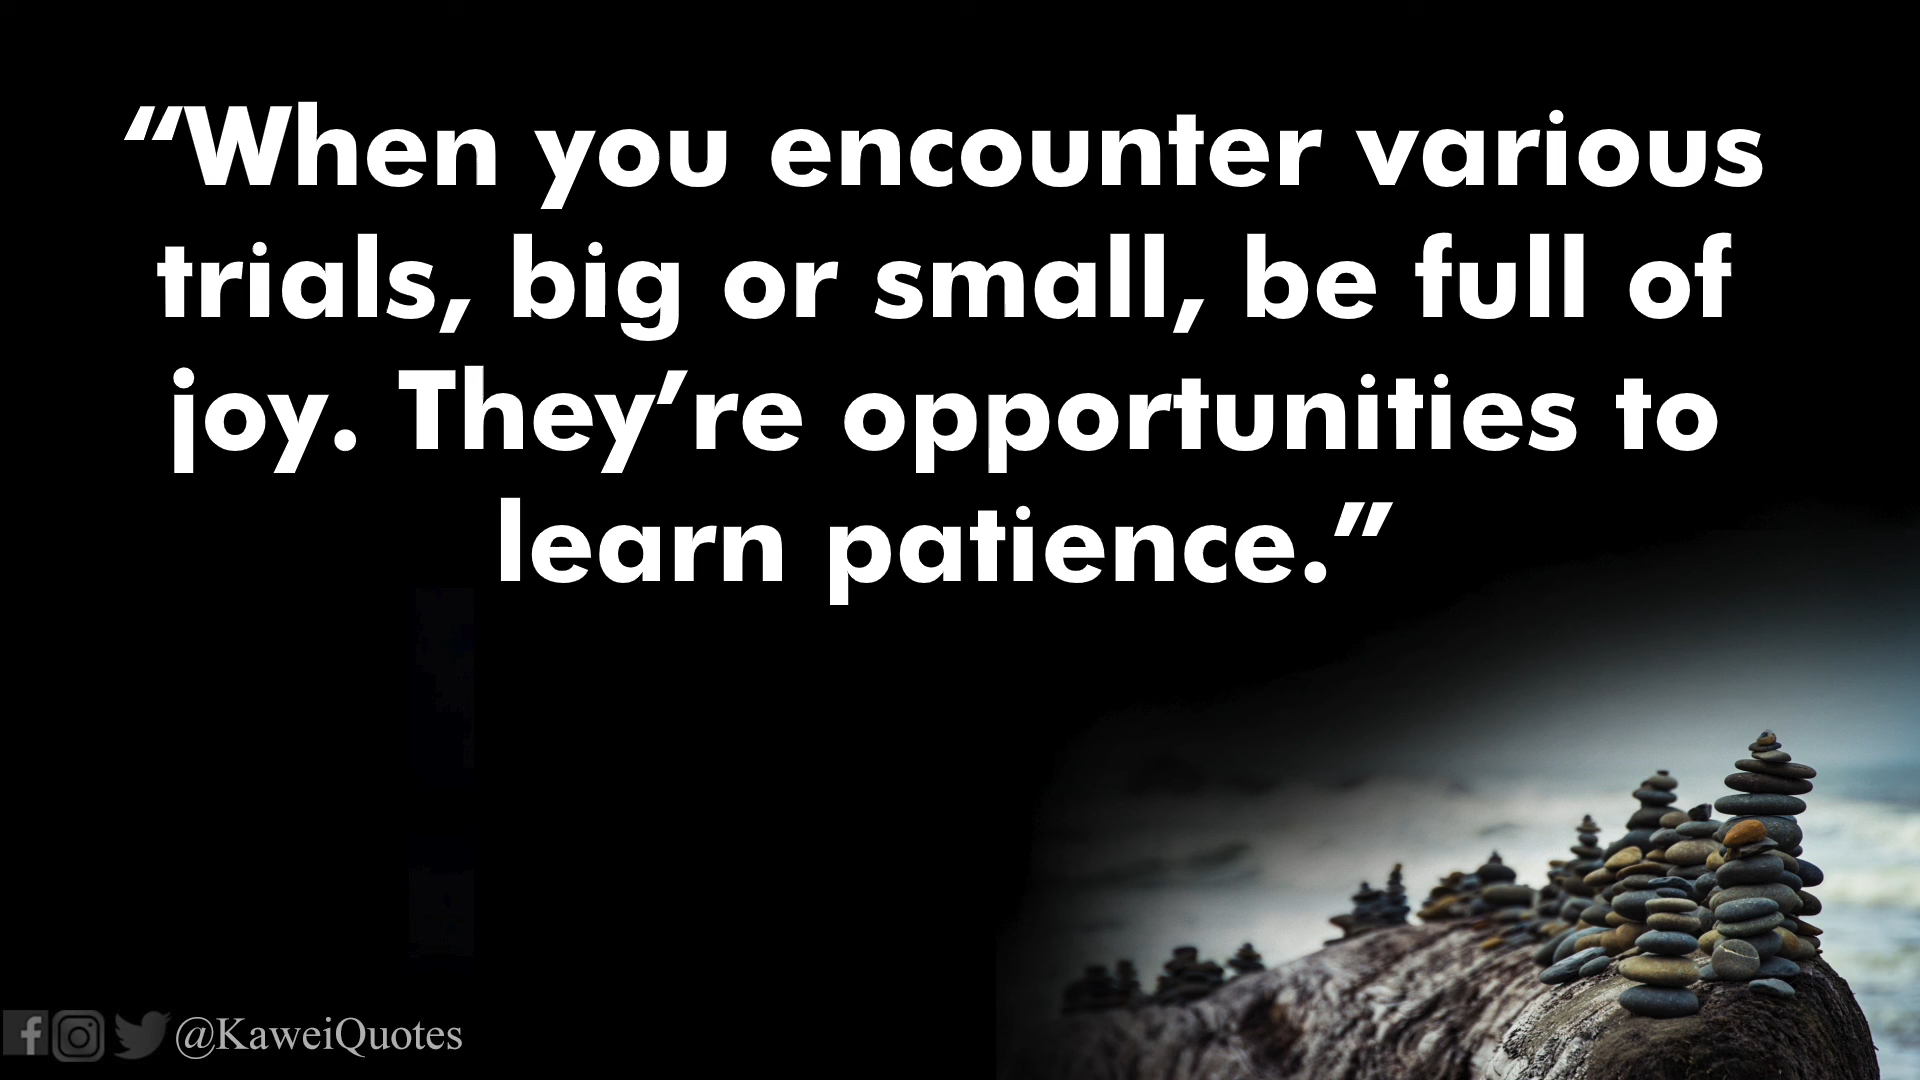 “When you encounter various
trials, big or small, be full of
joy. They’re opportunities to
learn patience.”
@KaweiQuotes